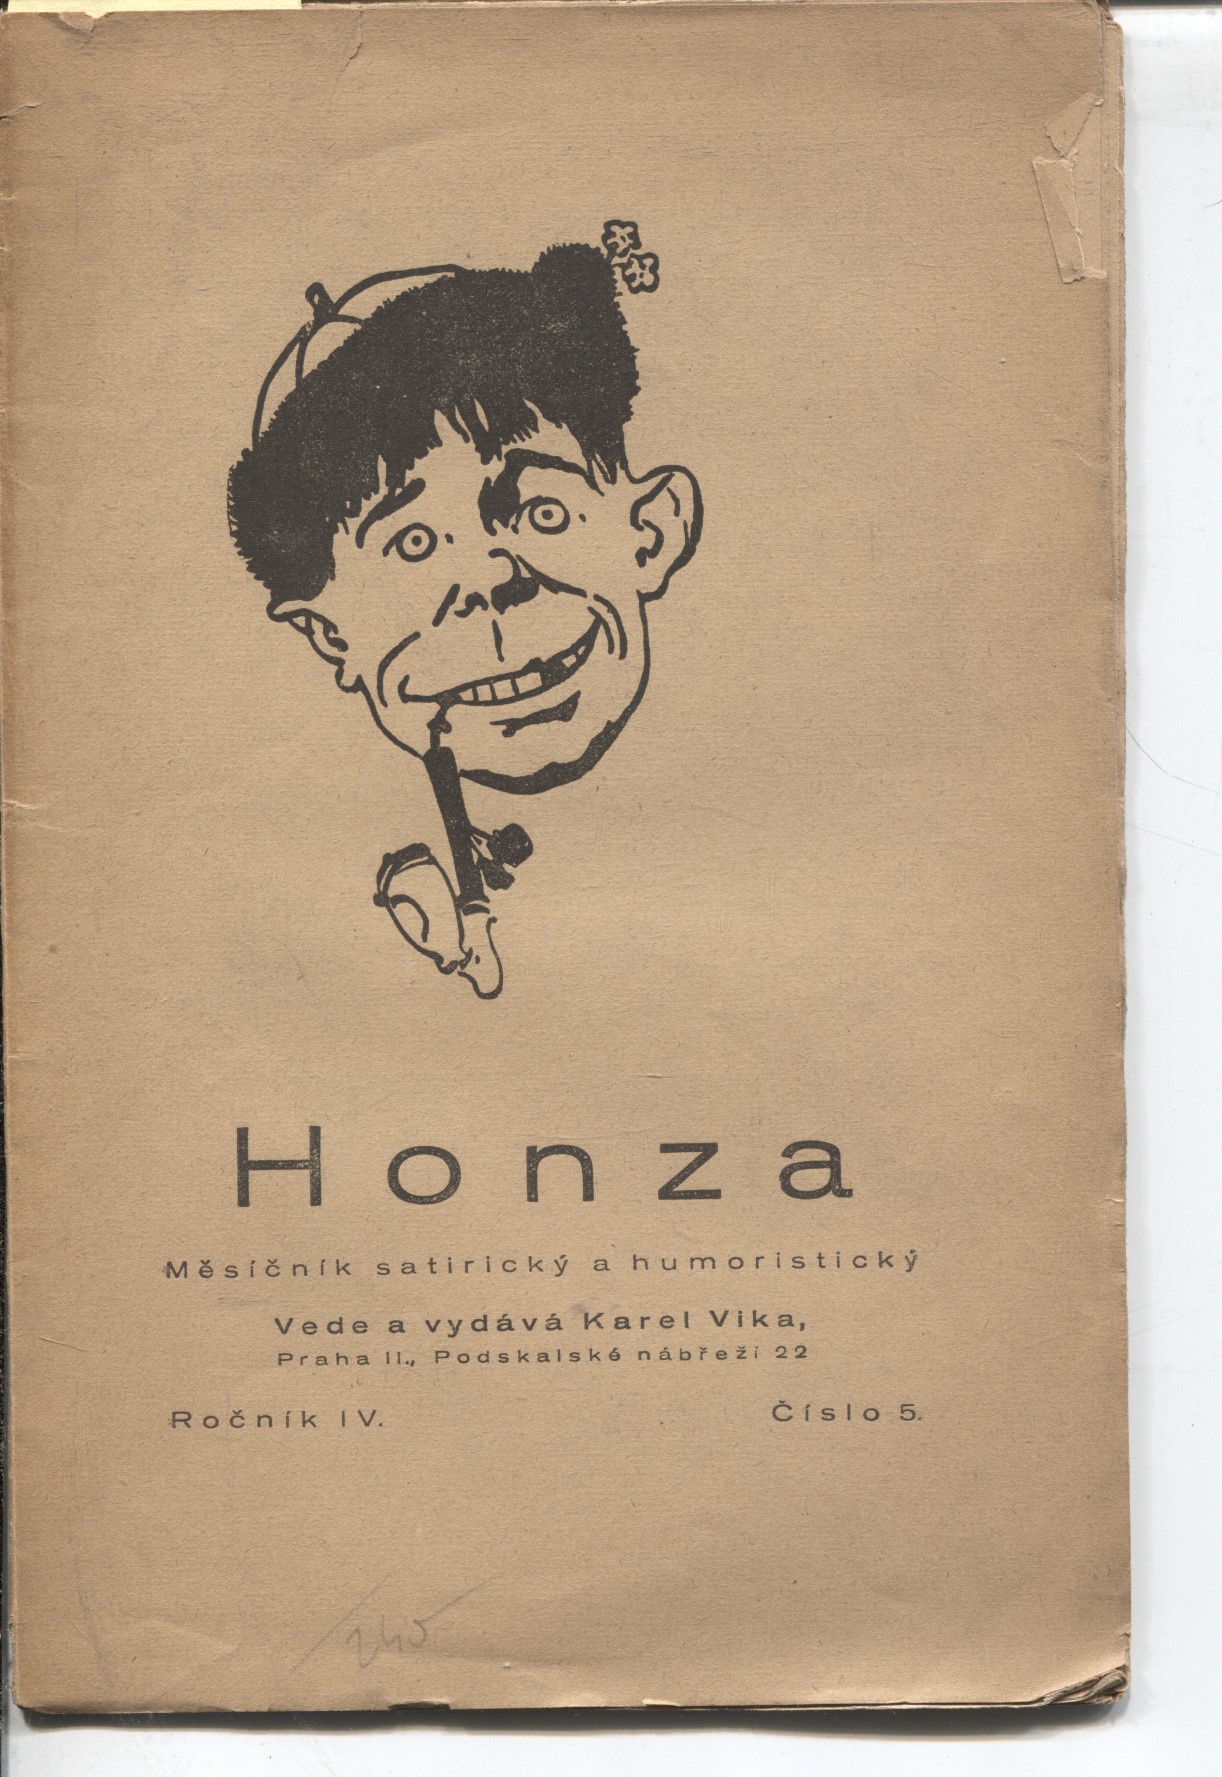 Honza
Měsíčník satirický a humoristický
Vede a vydává Karel Vika,
Praha II., Podskalské nábřeží 22
Ročník IV. Číslo 5.